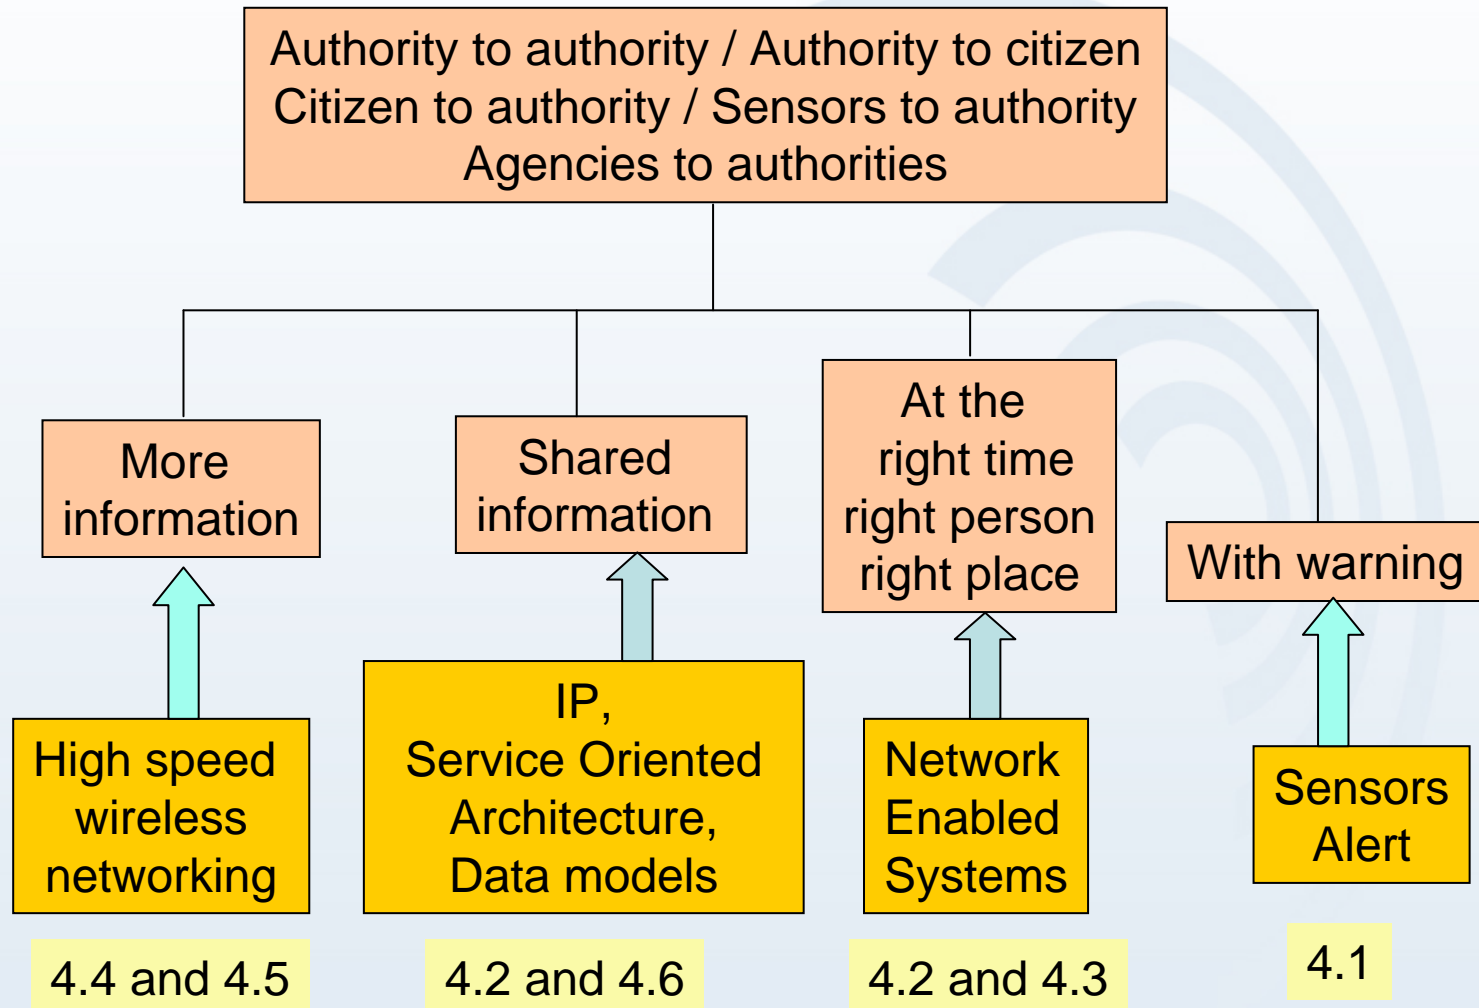 Authority to authority / Authority to citizen
Citizen to authority / Sensors to authority
Agencies to authorities
More
information
Shared
information
At the
right time
right person
right place
With warning
High speed
wireless
networking
IP,
Service Oriented
Architecture,
Data models
Network
Enabled
Systems
Sensors
Alert
4.4 and 4.5
4.2 and 4.6
4.2 and 4.3
4.1